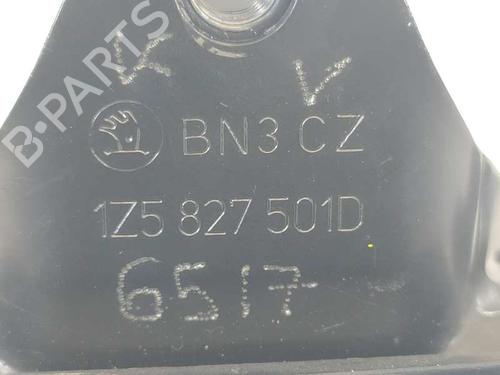 B-PARTS
K V
BN3 CZ
1Z5 827 501D
6517